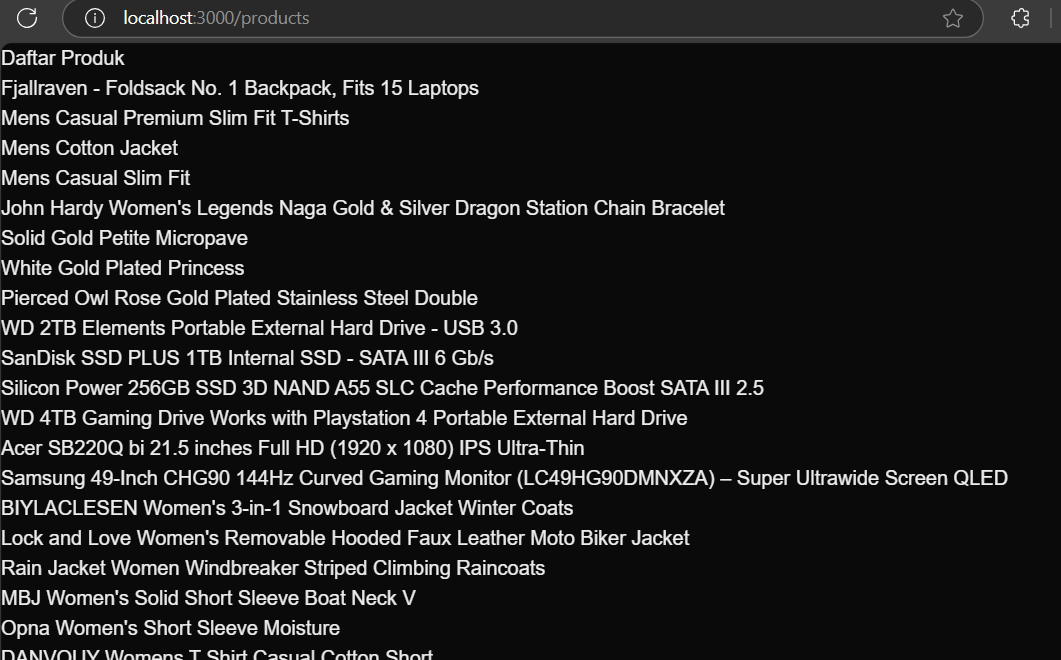 localhost:3000/products
Daftar Produk
Fjallraven - Foldsack No. 1 Backpack, Fits 15 Laptops
Mens Casual Premium Slim Fit T-Shirts
Mens Cotton Jacket
Mens Casual Slim Fit
John Hardy Women's Legends Naga Gold & Silver Dragon Station Chain Bracelet
Solid Gold Petite Micropave
White Gold Plated Princess
Pierced Owl Rose Gold Plated Stainless Steel Double
WD 2TB Elements Portable External Hard Drive - USB 3.0
SanDisk SSD PLUS 1TB Internal SSD - SATA III 6 Gb/s
Silicon Power 256GB SSD 3D NAND A55 SLC Cache Performance Boost SATA III 2.5
WD 4TB Gaming Drive Works with Playstation 4 Portable External Hard Drive
Acer SB220Q bi 21.5 inches Full HD (1920 x 1080) IPS Ultra-Thin
Samsung 49-Inch CHG90 144Hz Curved Gaming Monitor (LC49HG90DMNXZA) – Super Ultrawide Screen QLED
BIYLACLESEN Women's 3-in-1 Snowboard Jacket Winter Coats
Lock and Love Women's Removable Hooded Faux Leather Moto Biker Jacket
Rain Jacket Women Windbreaker Striped Climbing Raincoats
MBJ Women's Solid Short Sleeve Boat Neck V
Opna Women's Short Sleeve Moisture
DANVOUY Womens T Shirt Casual Cotton Short